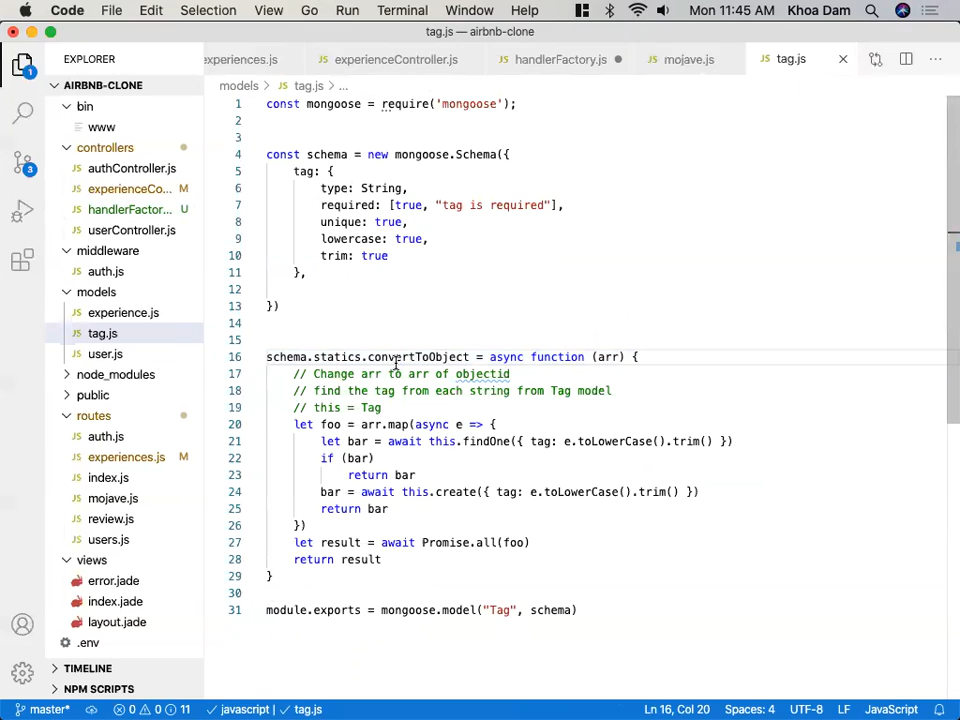 Code File Edit Selection View Go Run Terminal Window Help Mon 11:45 AM Khoa Dam
tag.js — airbnb-clone
EXPLORER
xperiences.js experienceController.js handlerFactory.js mojave.js tag.js
AIRBNB-CLONE
models > tag.js > ...
bin
www
controllers
authController.js
experienceCo... M
handlerFactor... U
userController.js
middleware
auth.js
models
experience.js
tag.js
user.js
node_modules
public
routes
auth.js
experiences.js M
index.js
mojave.js
review.js
users.js
views
error.jade
index.jade
layout.jade
.env
TIMELINE
NPM SCRIPTS
1
3
1 const mongoose = require('mongoose');
2
3
4 const schema = new mongoose.Schema({
5 tag: {
6 type: String,
7 required: [true, "tag is required"],
8 unique: true,
9 lowercase: true,
10 trim: true
11 },
12
13 })
14
15
16 schema.statics.convertToObject = async function (arr) {
17 // Change arr to arr of objectid
18 // find the tag from each string from Tag model
19 // this = Tag
20 let foo = arr.map(async e => {
21 let bar = await this.findOne({ tag: e.toLowerCase().trim() })
22 if (bar)
23 return bar
24 bar = await this.create({ tag: e.toLowerCase().trim() })
25 return bar
26 })
27 let result = await Promise.all(foo)
28 return result
29 }
30
31 module.exports = mongoose.model("Tag", schema)
master* 0 0 11 javascript | tag.js Ln 16, Col 20 Spaces: 4 UTF-8 LF JavaScript